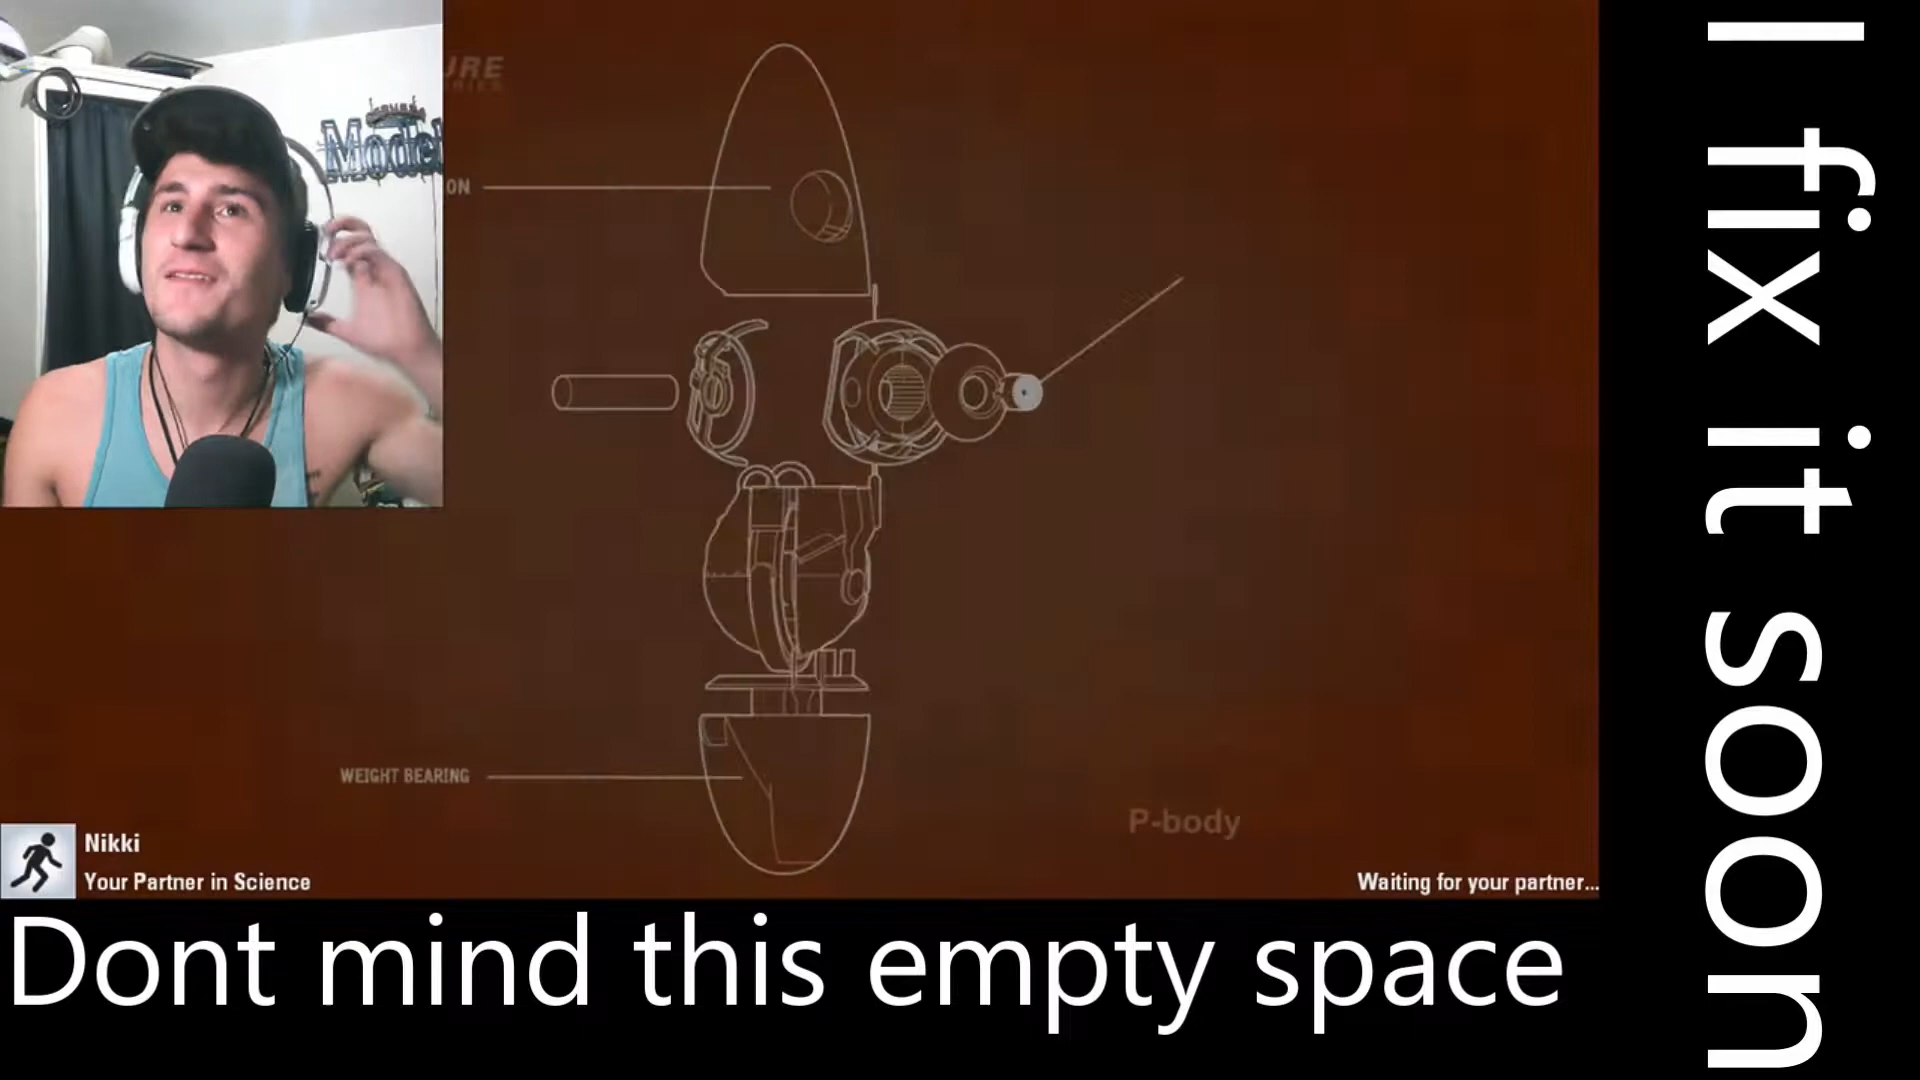 Model
WEIGHT BEARING
P-body
Nikki
Your Partner in Science
Waiting for your partner...
Dont mind this empty space
I fix it soon